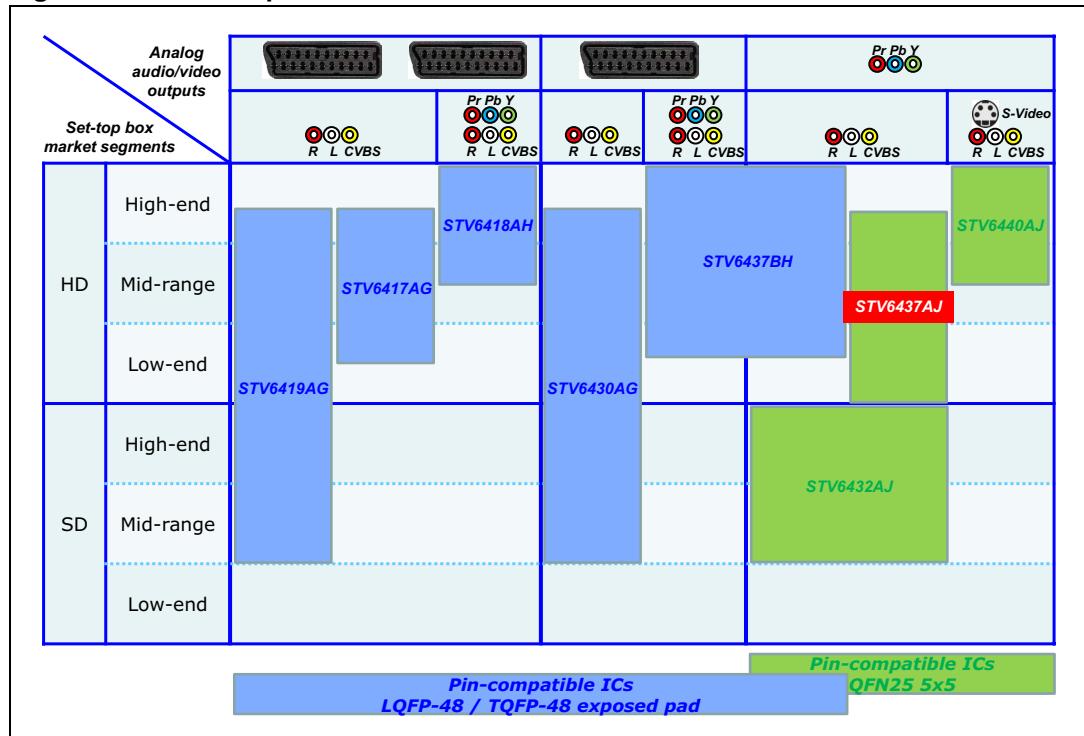 Analog
audio/video
outputs
Pr Pb Y
Set-top box
market segments
R L CVBS
Pr Pb Y
R L CVBS
R L CVBS
Pr Pb Y
R L CVBS
R L CVBS
S-Video
R L CVBS
HD
High-end
Mid-range
Low-end
STV6419AG
STV6417AG
STV6418AH
STV6430AG
STV6437BH
STV6437AJ
STV6440AJ
SD
High-end
Mid-range
Low-end
STV6432AJ
Pin-compatible ICs
QFN25 5x5
Pin-compatible ICs
LQFP-48 / TQFP-48 exposed pad